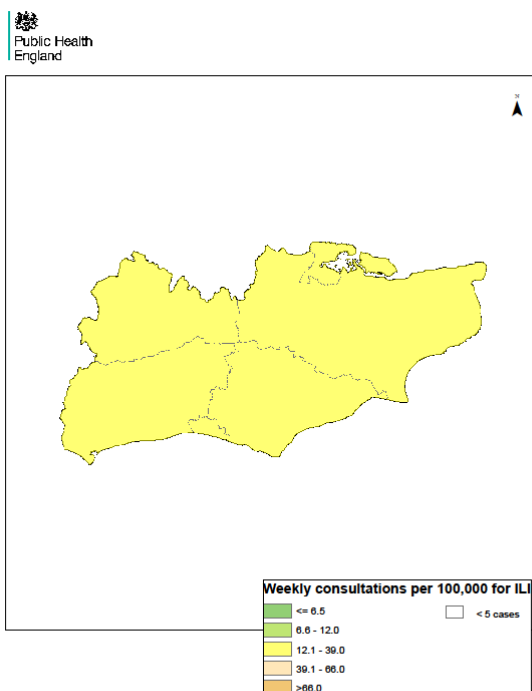 Public Health
England
N
Weekly consultations per 100,000 for ILI
<= 6.5
< 5 cases
6.6 - 12.0
12.1 - 39.0
39.1 - 66.0
>66.0